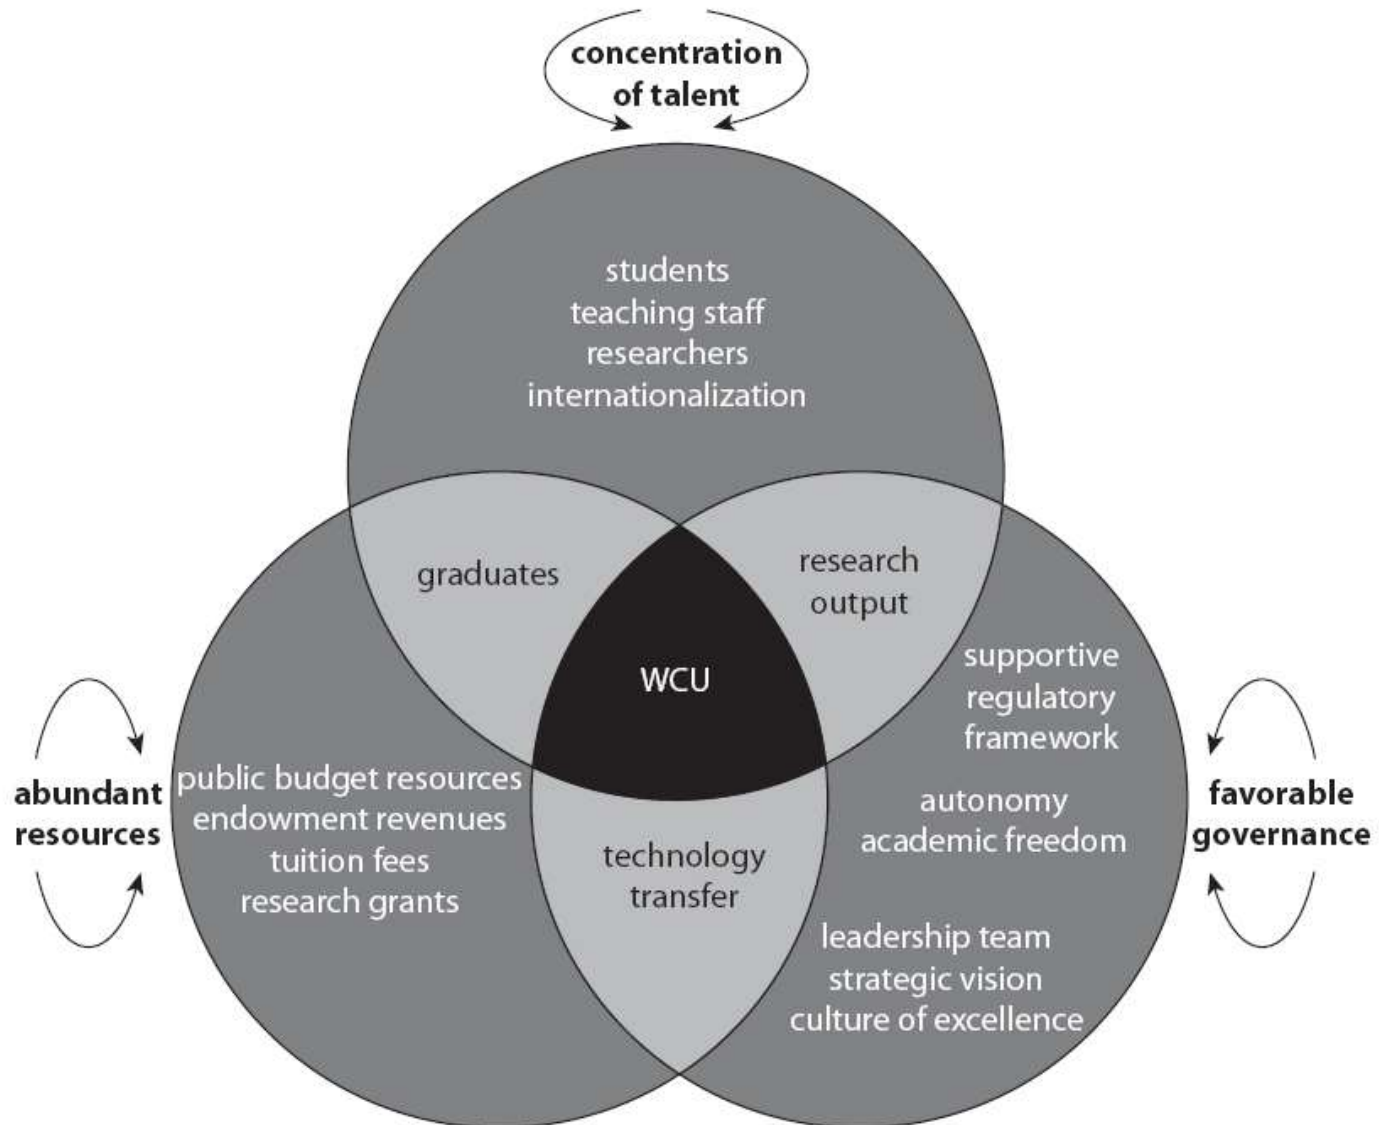 concentration
of talent
students
teaching staff
researchers
internationalization
graduates
research
output
WCU
supportive
regulatory
framework
abundant
resources
public budget resources
endowment revenues
tuition fees
research grants
technology
transfer
autonomy
academic freedom
favorable
governance
leadership team
strategic vision
culture of excellence